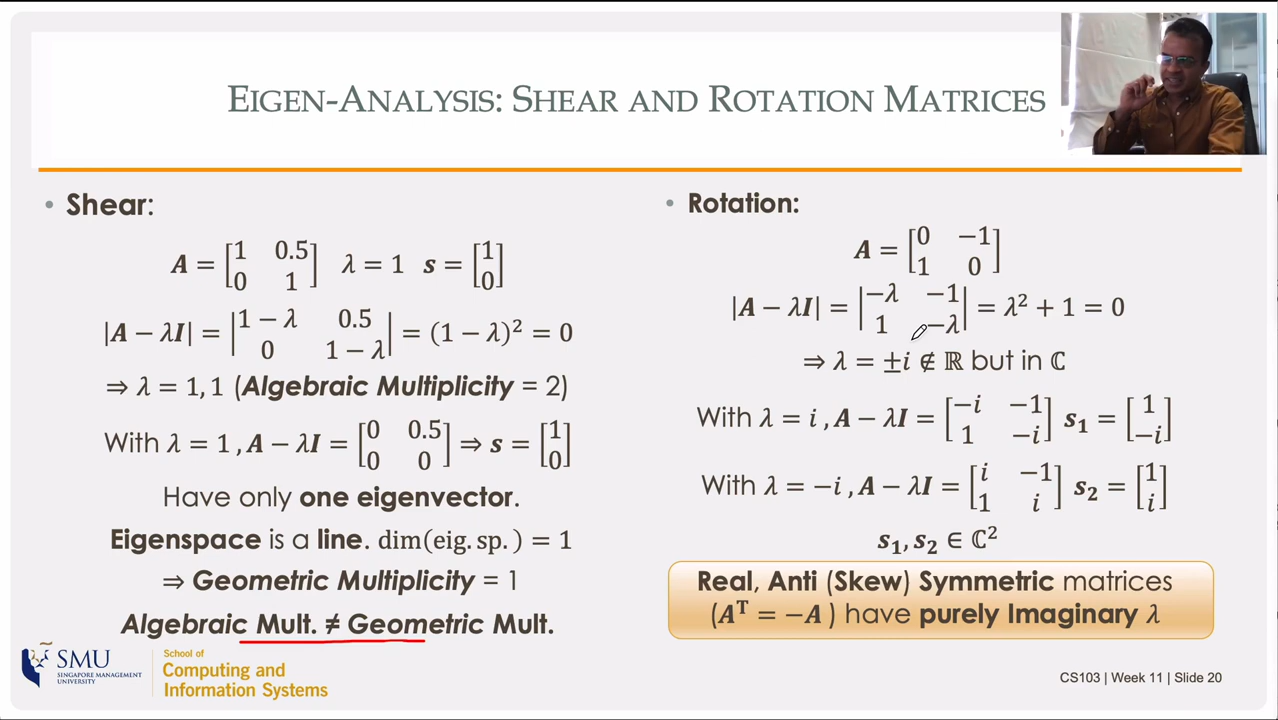 EIGEN-ANALYSIS: SHEAR AND ROTATION MATRICES
• Shear:
A = [1 0.5; 0 1] λ = 1 s = [1; 0]
|A − λI| = |1 − λ 0.5; 0 1 − λ| = (1 − λ)² = 0
⇒ λ = 1, 1 (Algebraic Multiplicity = 2)
With λ = 1, A − λI = [0 0.5; 0 0] ⇒ s = [1; 0]
Have only one eigenvector.
Eigenspace is a line. dim(eig. sp.) = 1
⇒ Geometric Multiplicity = 1
Algebraic Mult. ≠ Geometric Mult.
• Rotation:
A = [0 −1; 1 0]
|A − λI| = |−λ −1; 1 −λ| = λ² + 1 = 0
⇒ λ = ±i ∉ ℝ but in ℂ
With λ = i, A − λI = [−i −1; 1 −i] s₁ = [1; −i]
With λ = −i, A − λI = [i −1; 1 i] s₂ = [1; i]
s₁, s₂ ∈ ℂ²
Real, Anti (Skew) Symmetric matrices
(Aᵀ = −A) have purely Imaginary λ
SMU
SINGAPORE MANAGEMENT
UNIVERSITY
School of
Computing and
Information Systems
CS103 | Week 11 | Slide 20